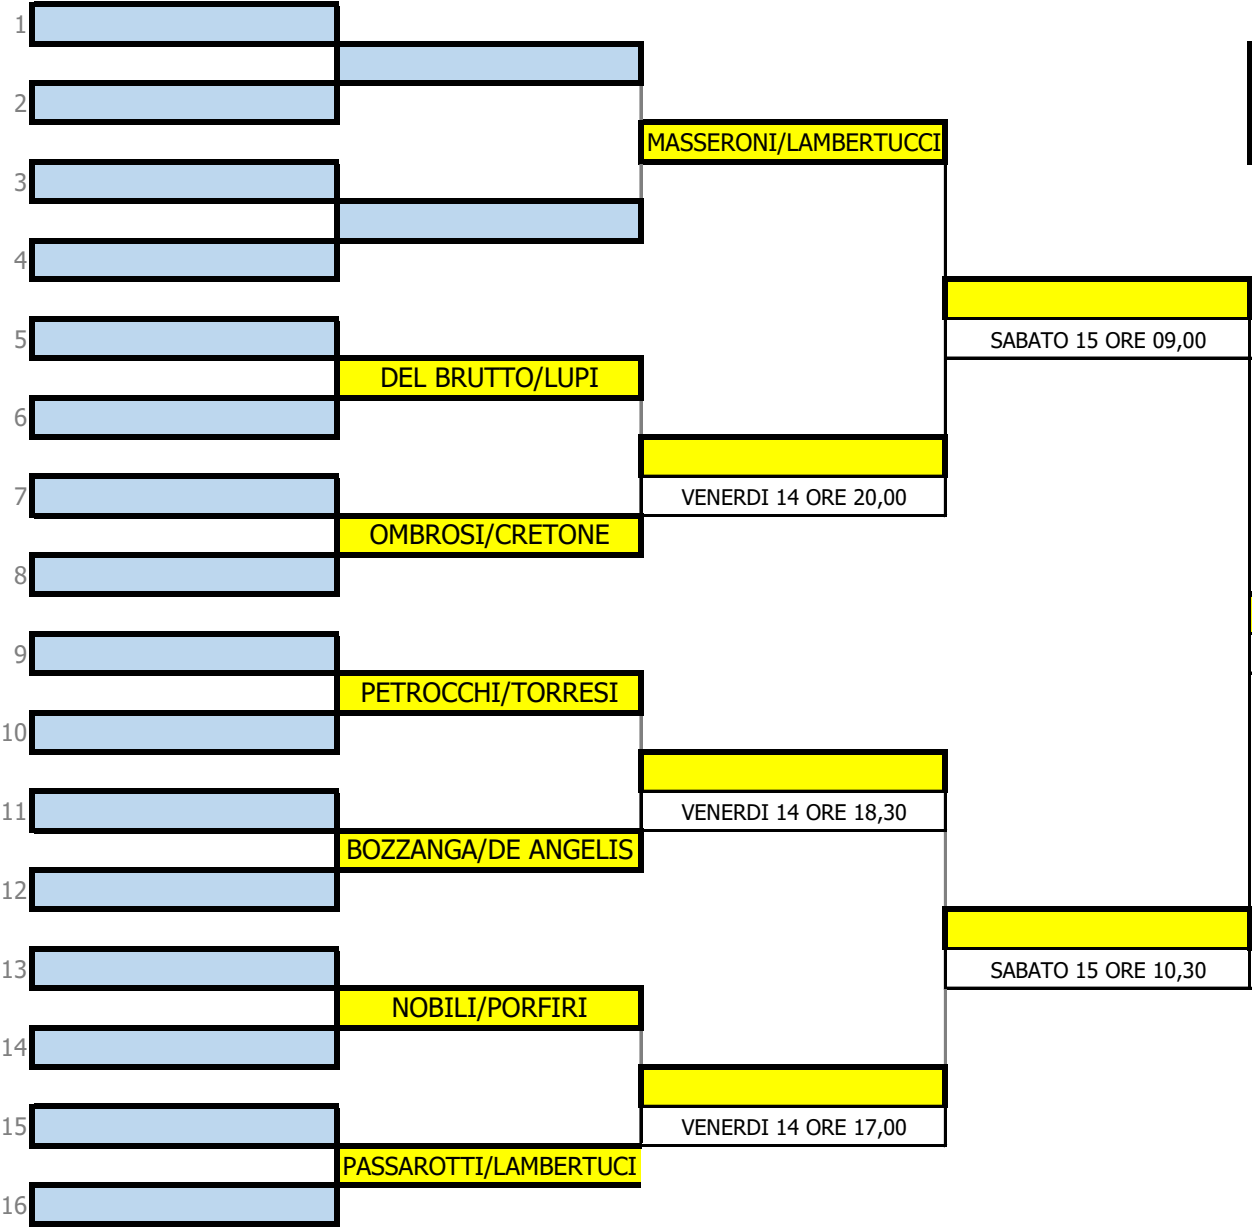 1
2
MASSERONI/LAMBERTUCCI
3
4
5
SABATO 15 ORE 09,00
DEL BRUTTO/LUPI
6
7
VENERDI 14 ORE 20,00
OMBROSI/CRETONE
8
9
PETROCCHI/TORRESI
10
11
VENERDI 14 ORE 18,30
BOZZANGA/DE ANGELIS
12
13
SABATO 15 ORE 10,30
NOBILI/PORFIRI
14
15
VENERDI 14 ORE 17,00
PASSAROTTI/LAMBERTUCI
16